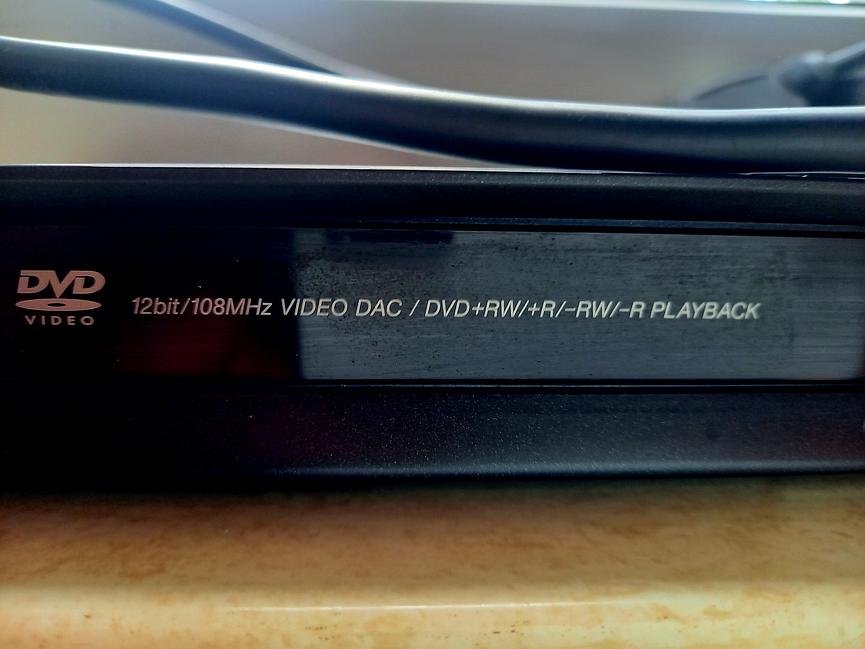 DVD
VIDEO
12bit/108MHz VIDEO DAC / DVD+RW/+R/-RW/-R PLAYBACK